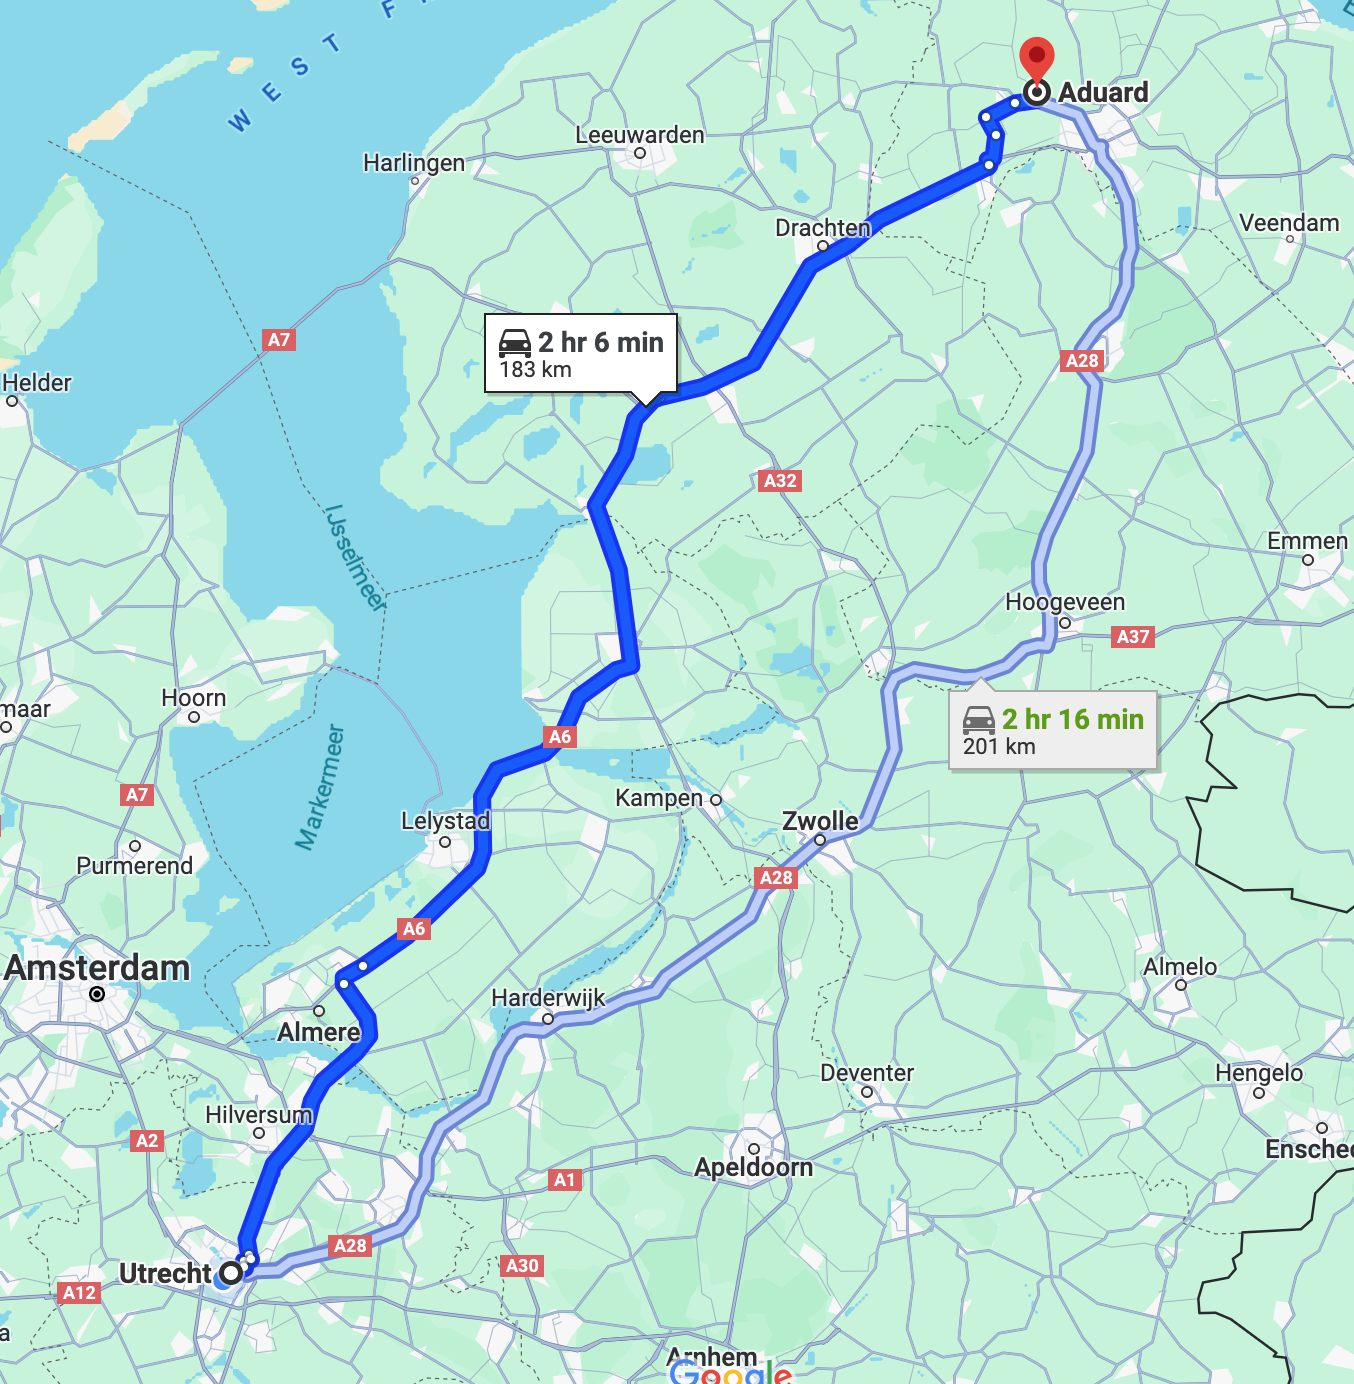 WEST F
Aduard
Leeuwarden
Harlingen
Drachten
Veendam
2 hr 6 min
183 km
A7
A28
Helder
A32
IJsselmeer
Emmen
Hoogeveen
A37
Hoorn
maar
2 hr 16 min
201 km
A6
Markermeer
A7
Kampen
Lelystad
Zwolle
Purmerend
A28
A6
Amsterdam
Almelo
Harderwijk
Almere
Deventer
Hengelo
Hilversum
A2
Enschec
Apeldoorn
A1
A28
Utrecht
A30
A12
a
Arnhem
Google